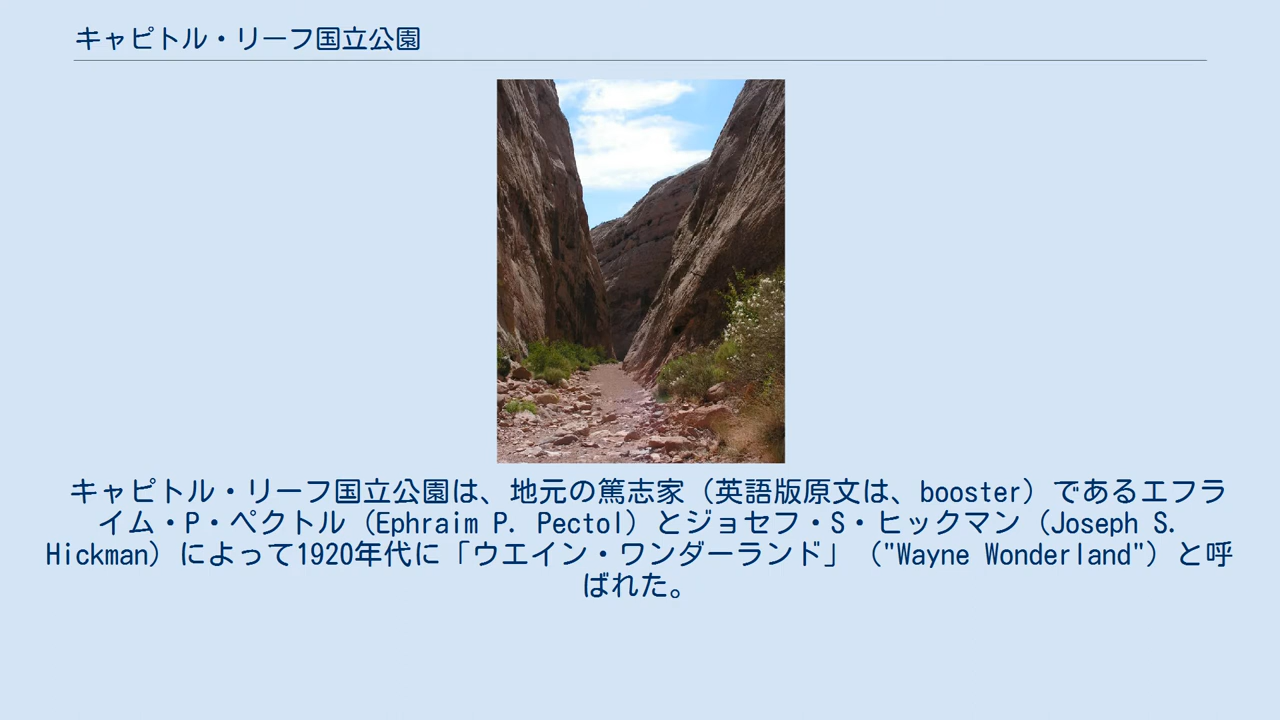 キャピトル・リーフ国立公園
キャピトル・リーフ国立公園は、地元の篤志家（英語版原文は、booster）であるエフラ
イム・P・ペクトル（Ephraim P. Pectol）とジョセフ・S・ヒックマン（Joseph S.
Hickman）によって1920年代に「ウエイン・ワンダーランド」（"Wayne Wonderland"）と呼
ばれた。